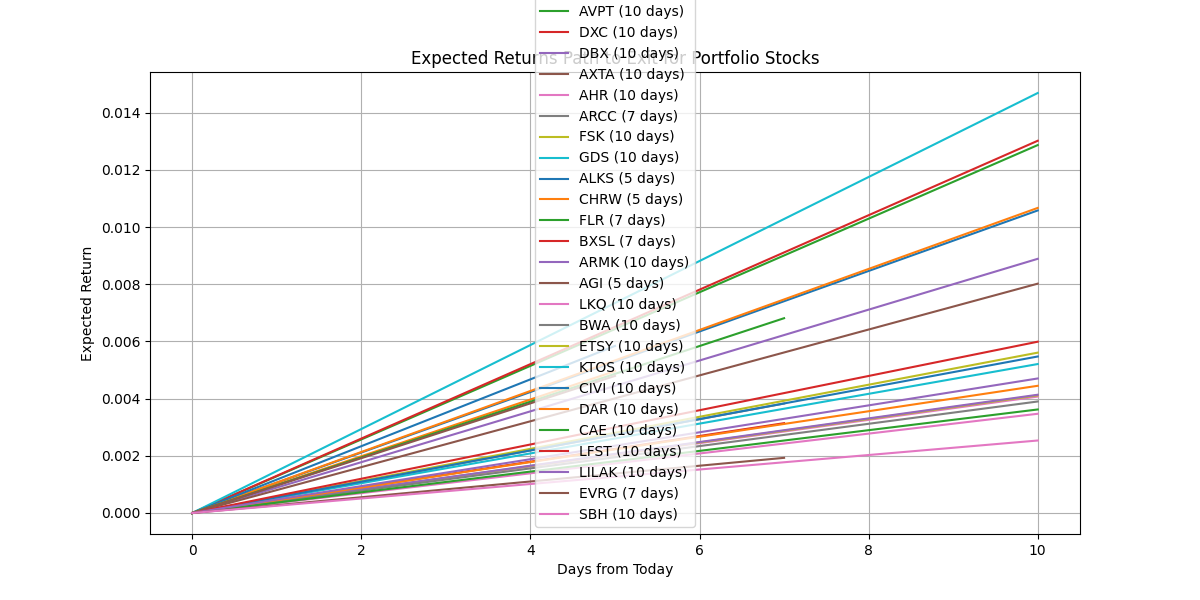 AVPT (10 days)
DXC (10 days)
DBX (10 days)
Expected Returns Path to Exit for Portfolio Stocks
AXTA (10 days)
AHR (10 days)
ARCC (7 days)
FSK (10 days)
GDS (10 days)
ALKS (5 days)
CHRW (5 days)
FLR (7 days)
BXSL (7 days)
ARMK (10 days)
AGI (5 days)
LKQ (10 days)
BWA (10 days)
ETSY (10 days)
KTOS (10 days)
CIVI (10 days)
DAR (10 days)
CAE (10 days)
LFST (10 days)
LILAK (10 days)
EVRG (7 days)
SBH (10 days)
Expected Return
0.014
0.012
0.010
0.008
0.006
0.004
0.002
0.000
0 2 4 6 8 10
Days from Today